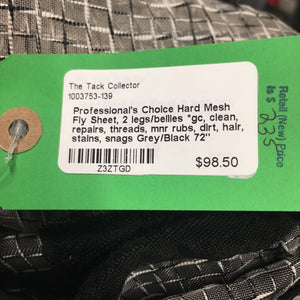 The Tack Collector
1003753-139
Professional's Choice Hard Mesh
Fly Sheet, 2 legs/bellies *gc, clean,
repairs, threads, mnr rubs, dirt, hair,
stains, snags Grey/Black 72"
Z3ZTGD
$98.50
Retail (New) Price
is $ 235